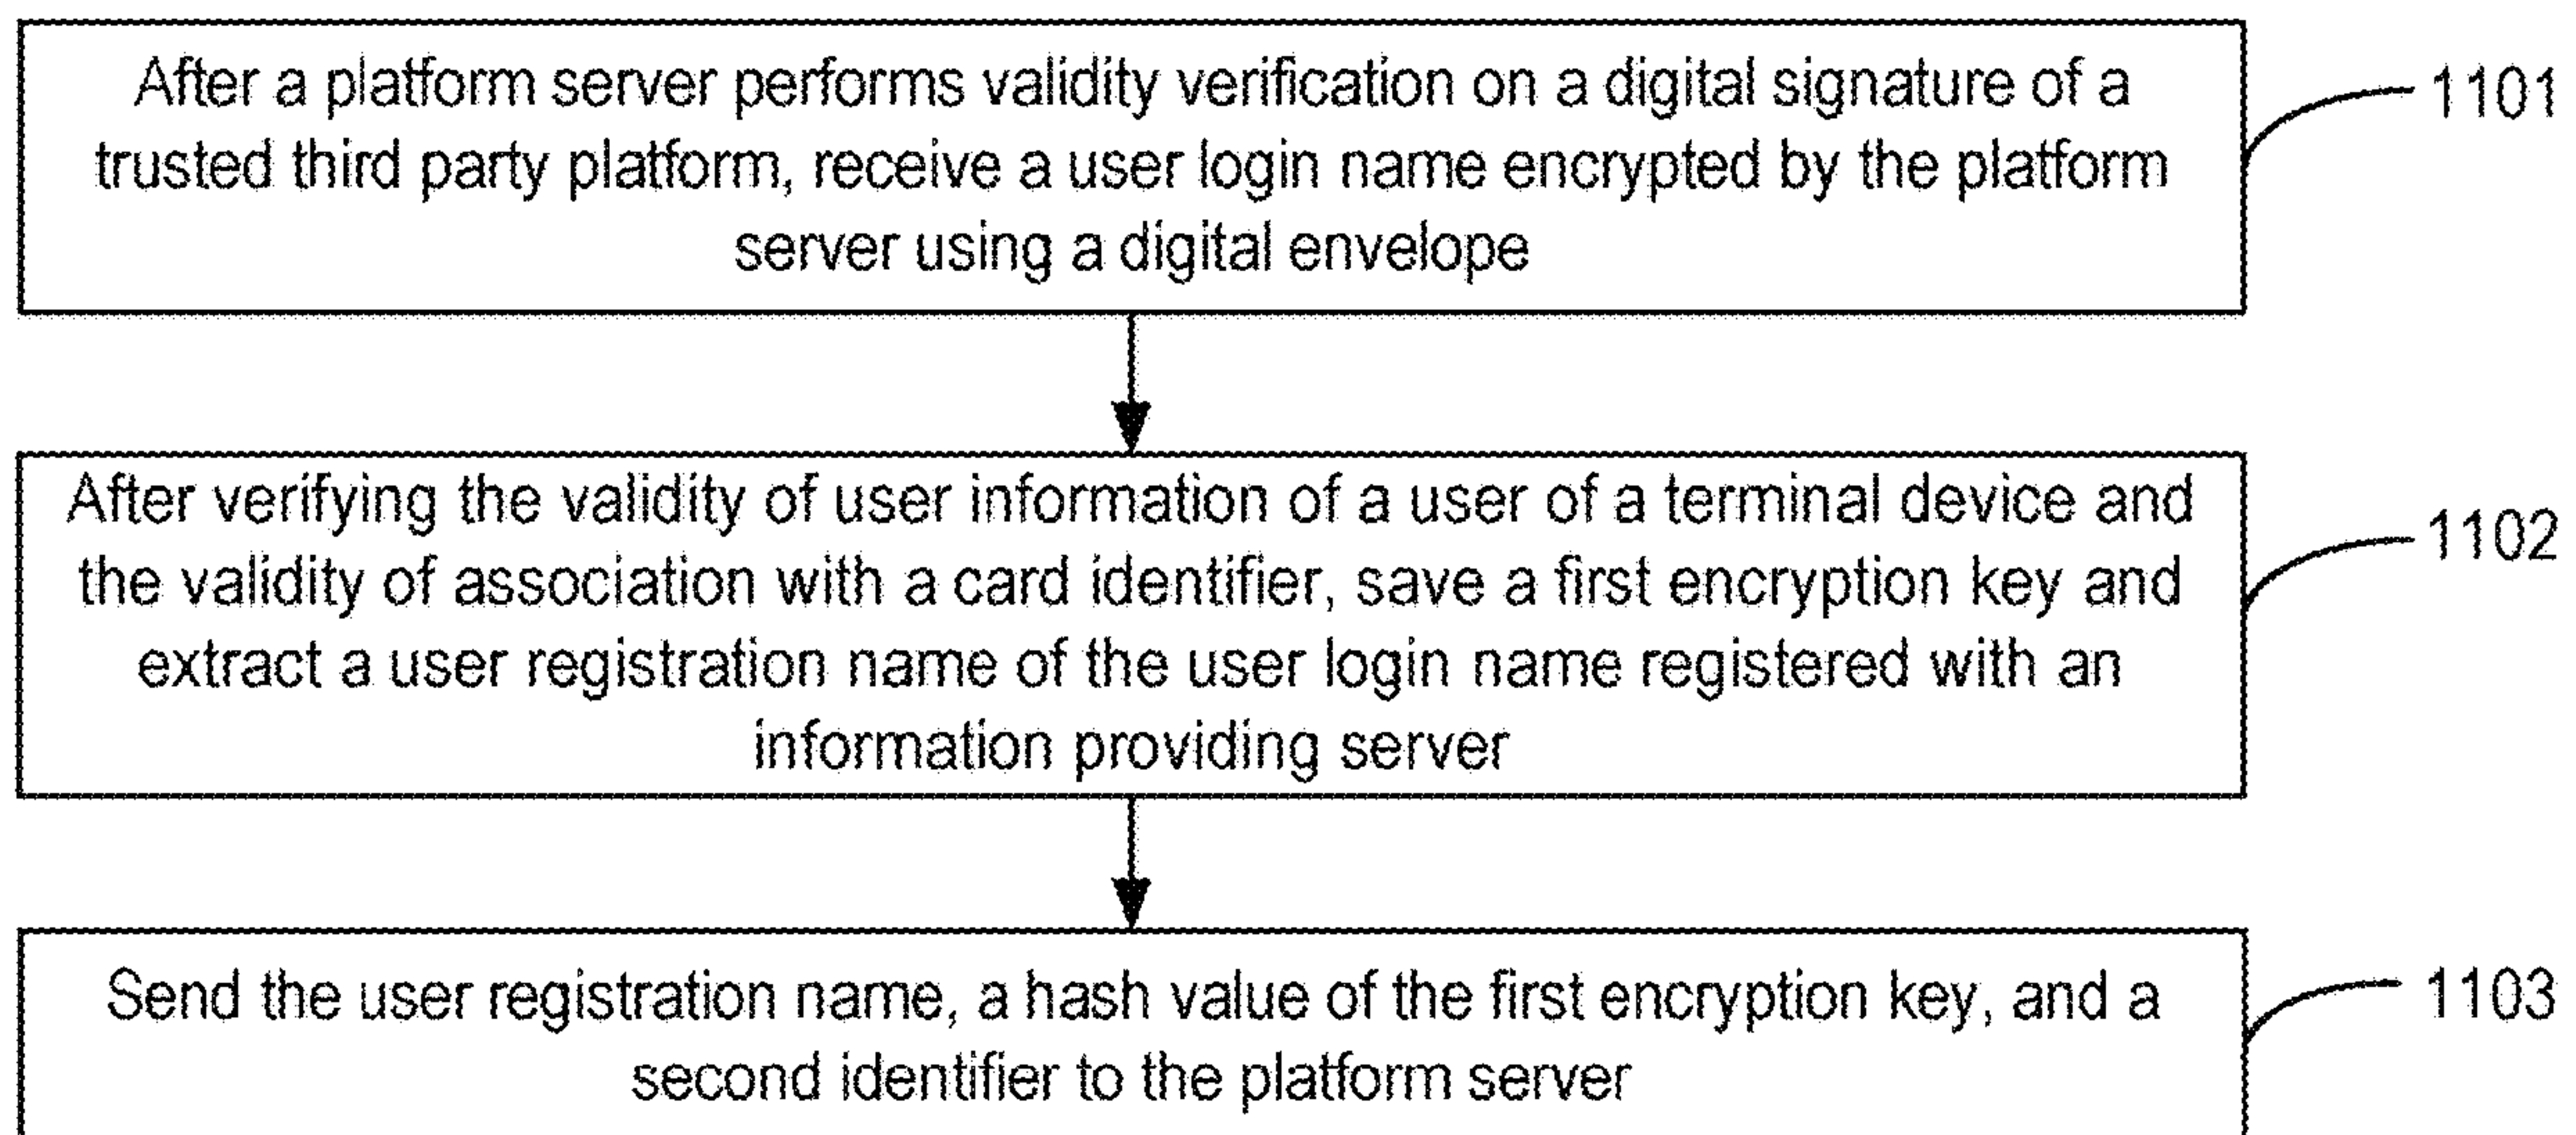 After a platform server performs validity verification on a digital signature of a
trusted third party platform, receive a user login name encrypted by the platform
server using a digital envelope
1101
After verifying the validity of user information of a user of a terminal device and
the validity of association with a card identifier, save a first encryption key and
extract a user registration name of the user login name registered with an
information providing server
1102
Send the user registration name, a hash value of the first encryption key, and a
second identifier to the platform server
1103